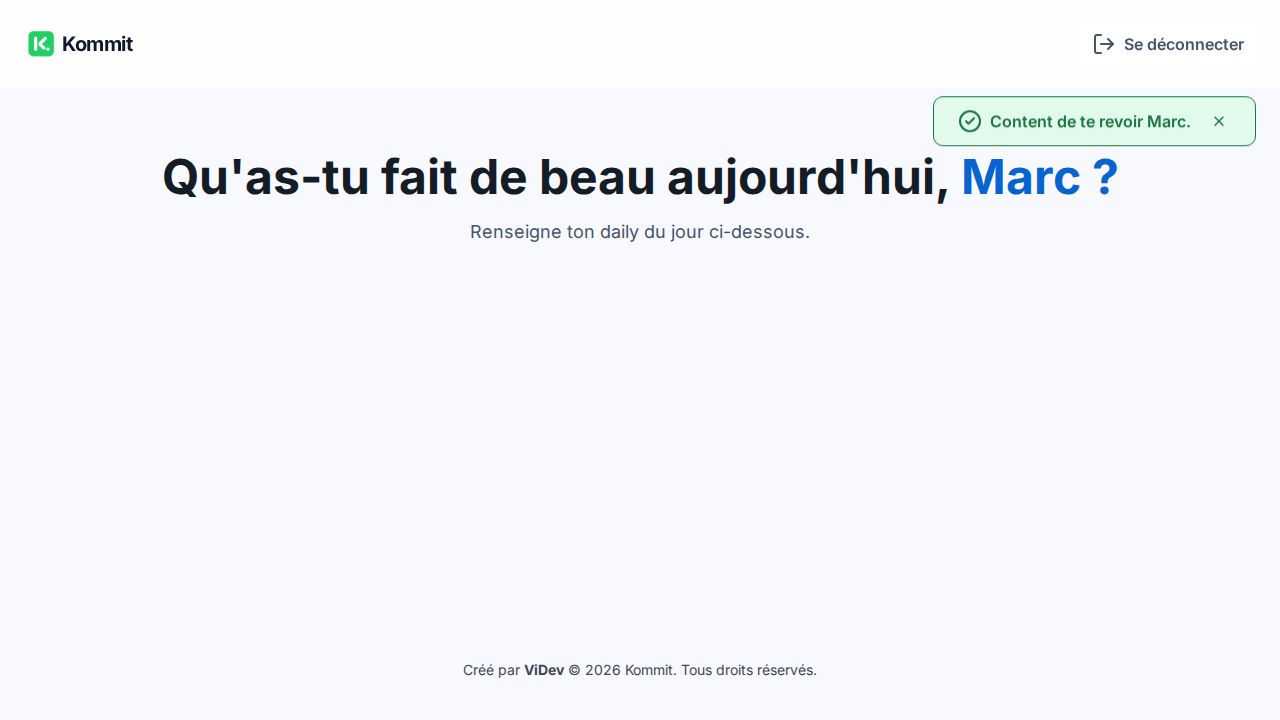 Kommit
Se déconnecter
Content de te revoir Marc.
Qu'as-tu fait de beau aujourd'hui, Marc ?
Renseigne ton daily du jour ci-dessous.
Créé par ViDev © 2026 Kommit. Tous droits réservés.